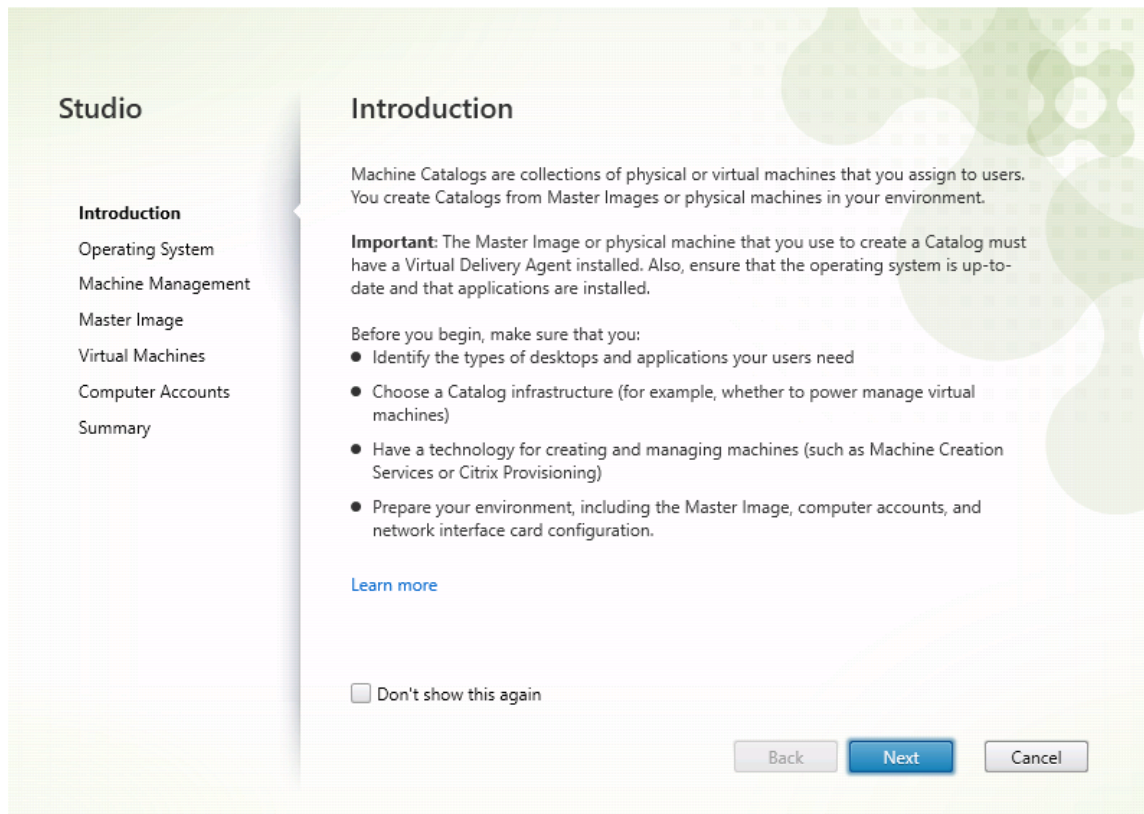 Studio
Introduction
Operating System
Machine Management
Master Image
Virtual Machines
Computer Accounts
Summary
Introduction
Machine Catalogs are collections of physical or virtual machines that you assign to users.
You create Catalogs from Master Images or physical machines in your environment.
Important: The Master Image or physical machine that you use to create a Catalog must
have a Virtual Delivery Agent installed. Also, ensure that the operating system is up-to-
date and that applications are installed.
Before you begin, make sure that you:
● Identify the types of desktops and applications your users need
● Choose a Catalog infrastructure (for example, whether to power manage virtual
machines)
● Have a technology for creating and managing machines (such as Machine Creation
Services or Citrix Provisioning)
● Prepare your environment, including the Master Image, computer accounts, and
network interface card configuration.
Learn more
Don't show this again
Back
Next
Cancel